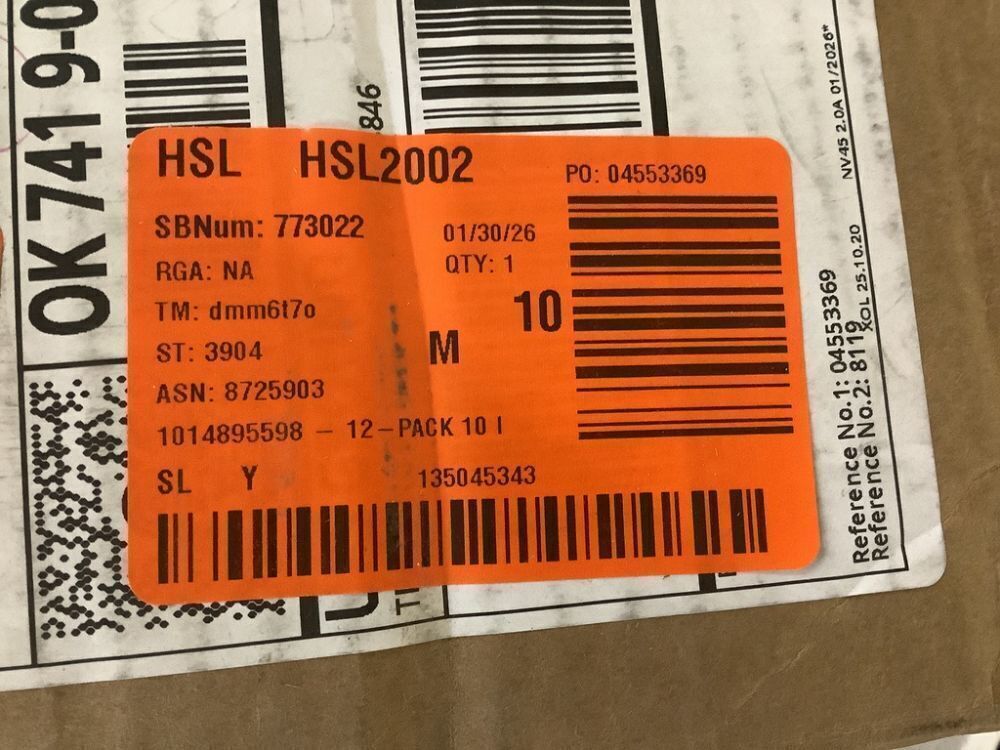 OK 741 9-0
846
HSL HSL2002
PO: 04553369
SBNum: 773022
01/30/26
RGA: NA
QTY: 1
TM: dmm6t7o
10
ST: 3904
M
ASN: 8725903
1014895598 - 12-PACK 10 I
SL Y 135045343
NV45 2.0A 01/2026*
XOL 25.10.20
Reference No.1: 04553369
Reference No.2: 8119